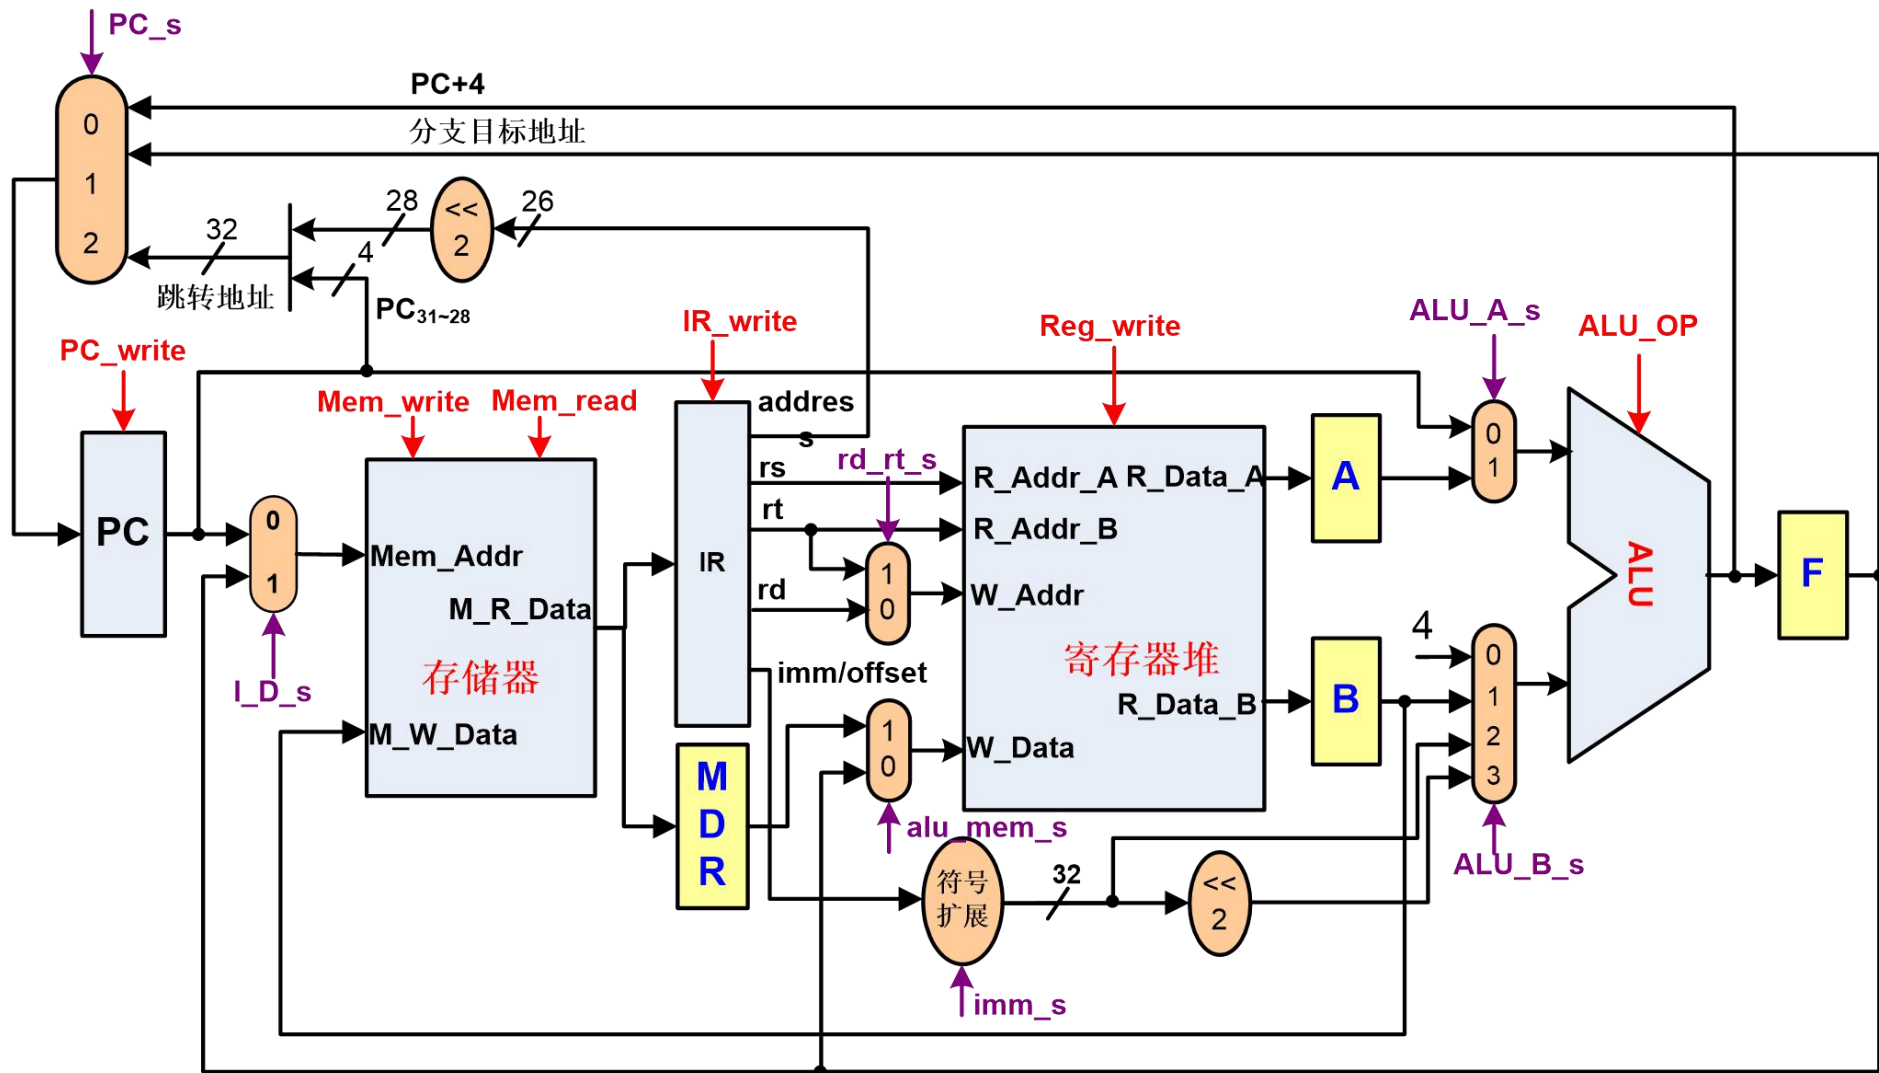 PC_s
PC+4
0
分支目标地址
1
2
28
<<
2
26
32
4
跳转地址
PC31~28
PC_write
Mem_write
Mem_read
IR_write
Reg_write
ALU_A_s
ALU_OP
addres
s
rs
rd_rt_s
rt
rd
imm/offset
PC
0
1
I_D_s
Mem_Addr
M_R_Data
存储器
M_W_Data
IR
M
D
R
1
0
1
0
alu_mem_s
R_Addr_A
R_Data_A
R_Addr_B
W_Addr
寄存器堆
R_Data_B
W_Data
A
B
0
1
4
0
1
2
3
ALU_B_s
ALU
F
符号
扩展
32
<<
2
imm_s